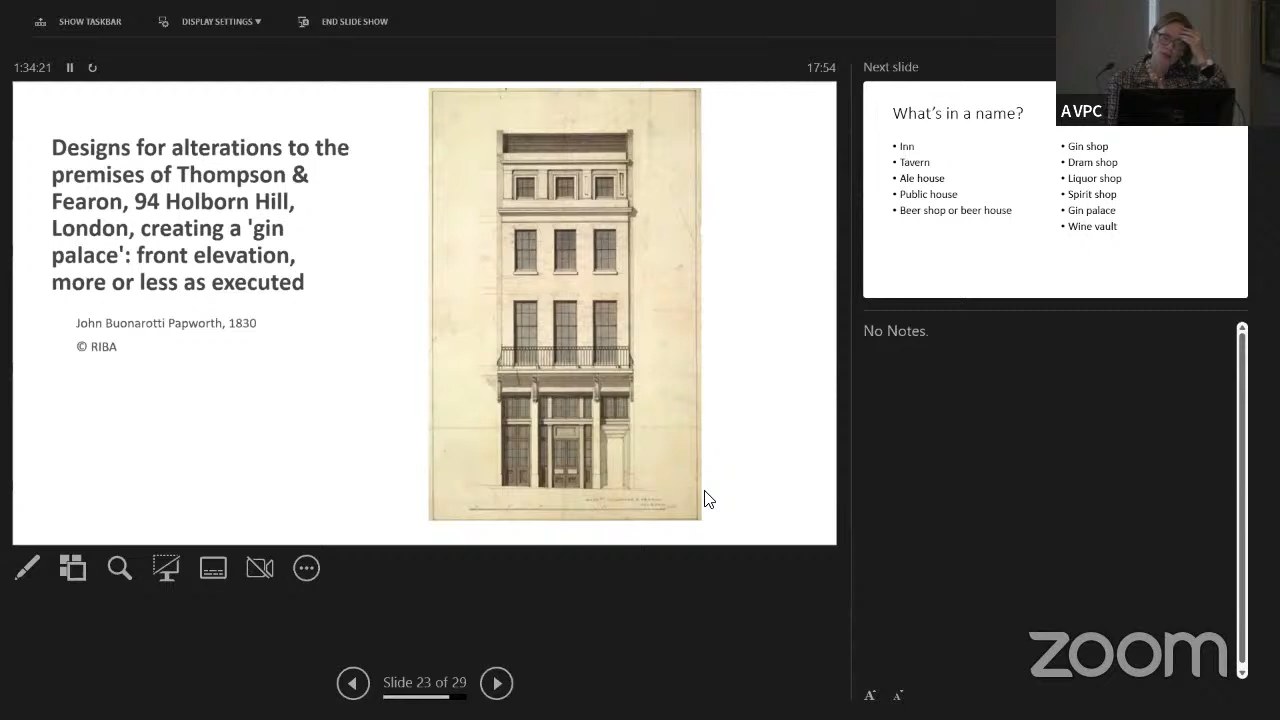 SHOW TASKBAR
DISPLAY SETTINGS ▼
END SLIDE SHOW
1:34:21
17:54
Designs for alterations to the
premises of Thompson &
Fearon, 94 Holborn Hill,
London, creating a 'gin
palace': front elevation,
more or less as executed
John Buonarotti Papworth, 1830
© RIBA
Next slide
What's in a name?
• Inn
• Tavern
• Ale house
• Public house
• Beer shop or beer house
• Gin shop
• Dram shop
• Liquor shop
• Spirit shop
• Gin palace
• Wine vault
AVPC
No Notes.
Slide 23 of 29
A A
zoom